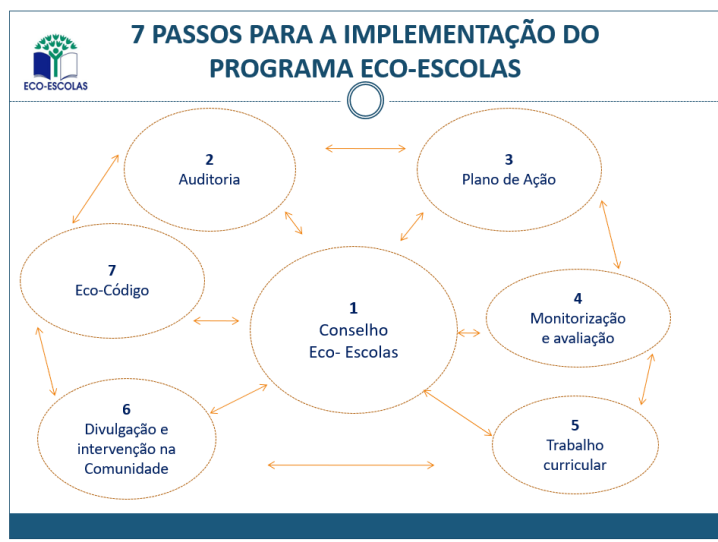 7 PASSOS PARA A IMPLEMENTAÇÃO DO
PROGRAMA ECO-ESCOLAS
ECO-ESCOLAS
2
Auditoria
3
Plano de Ação
7
Eco-Código
1
Conselho
Eco- Escolas
4
Monitorização
e avaliação
6
Divulgação e
intervenção na
Comunidade
5
Trabalho
curricular